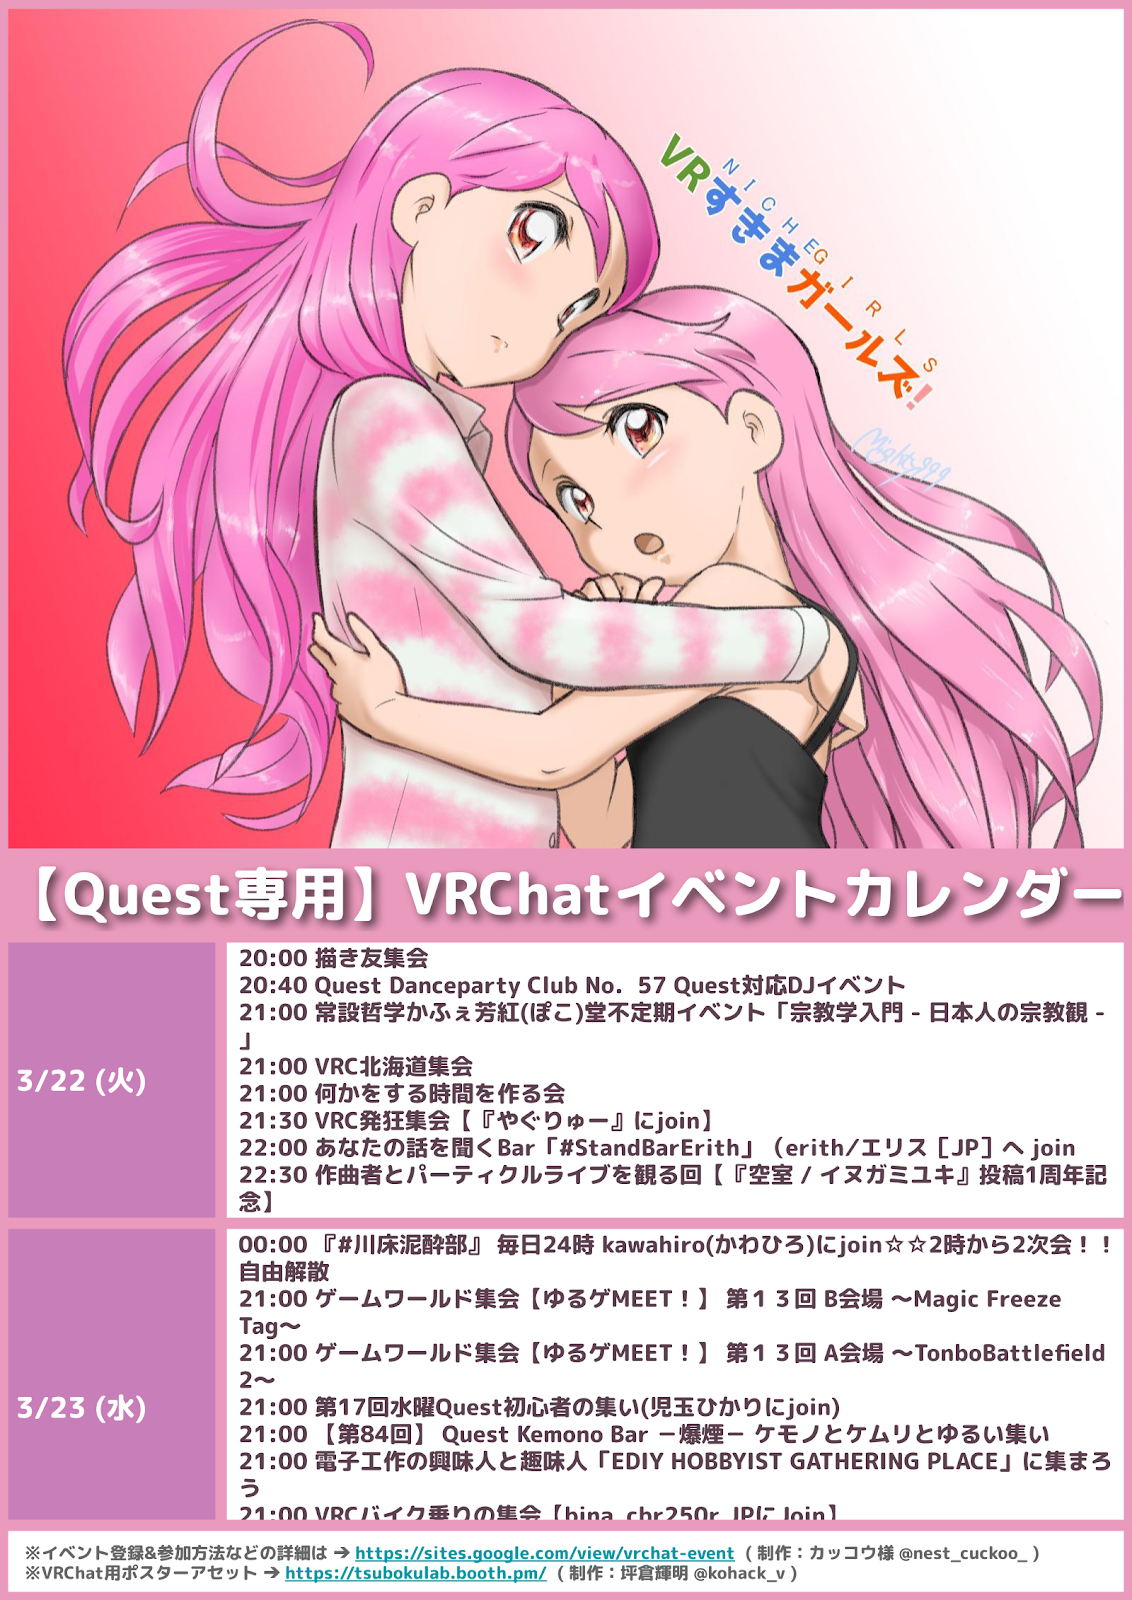 NICHE GIRLS
VRすきまガールズ!
Mighty999
【Quest専用】VRChatイベントカレンダー
3/22 (火)
20:00 描き友集会
20:40 Quest Danceparty Club No. 57 Quest対応DJイベント
21:00 常設哲学かふぇ芳紅(ぽこ)堂不定期イベント「宗教学入門 - 日本人の宗教観 -
」
21:00 VRC北海道集会
21:00 何かをする時間を作る会
21:30 VRC発狂集会【『やぐりゅー』にjoin】
22:00 あなたの話を聞くBar「#StandBarErith」（erith/エリス［JP］へ join
22:30 作曲者とパーティクルライブを観る回【『空室 / イヌガミユキ』投稿1周年記
念】
3/23 (水)
00:00 『#川床泥酔部』 毎日24時 kawahiro(かわひろ)にjoin☆☆2時から2次会！！
自由解散
21:00 ゲームワールド集会【ゆるゲMEET！】 第１３回 B会場 〜Magic Freeze
Tag〜
21:00 ゲームワールド集会【ゆるゲMEET！】 第１３回 A会場 〜TonboBattlefield
2〜
21:00 第17回水曜Quest初心者の集い(児玉ひかりにjoin)
21:00 【第84回】 Quest Kemono Bar －爆煙－ ケモノとケムリとゆるい集い
21:00 電子工作の興味人と趣味人「EDIY HOBBYIST GATHERING PLACE」に集まろ
う
21:00 VRCバイク乗りの集会【hina_cbr250r_JPに Join】
※イベント登録&参加方法などの詳細は ➔ https://sites.google.com/view/vrchat-event ( 制作：カッコウ様 @nest_cuckoo_ )
※VRChat用ポスターアセット ➔ https://tsubokulab.booth.pm/ ( 制作：坪倉輝明 @kohack_v )